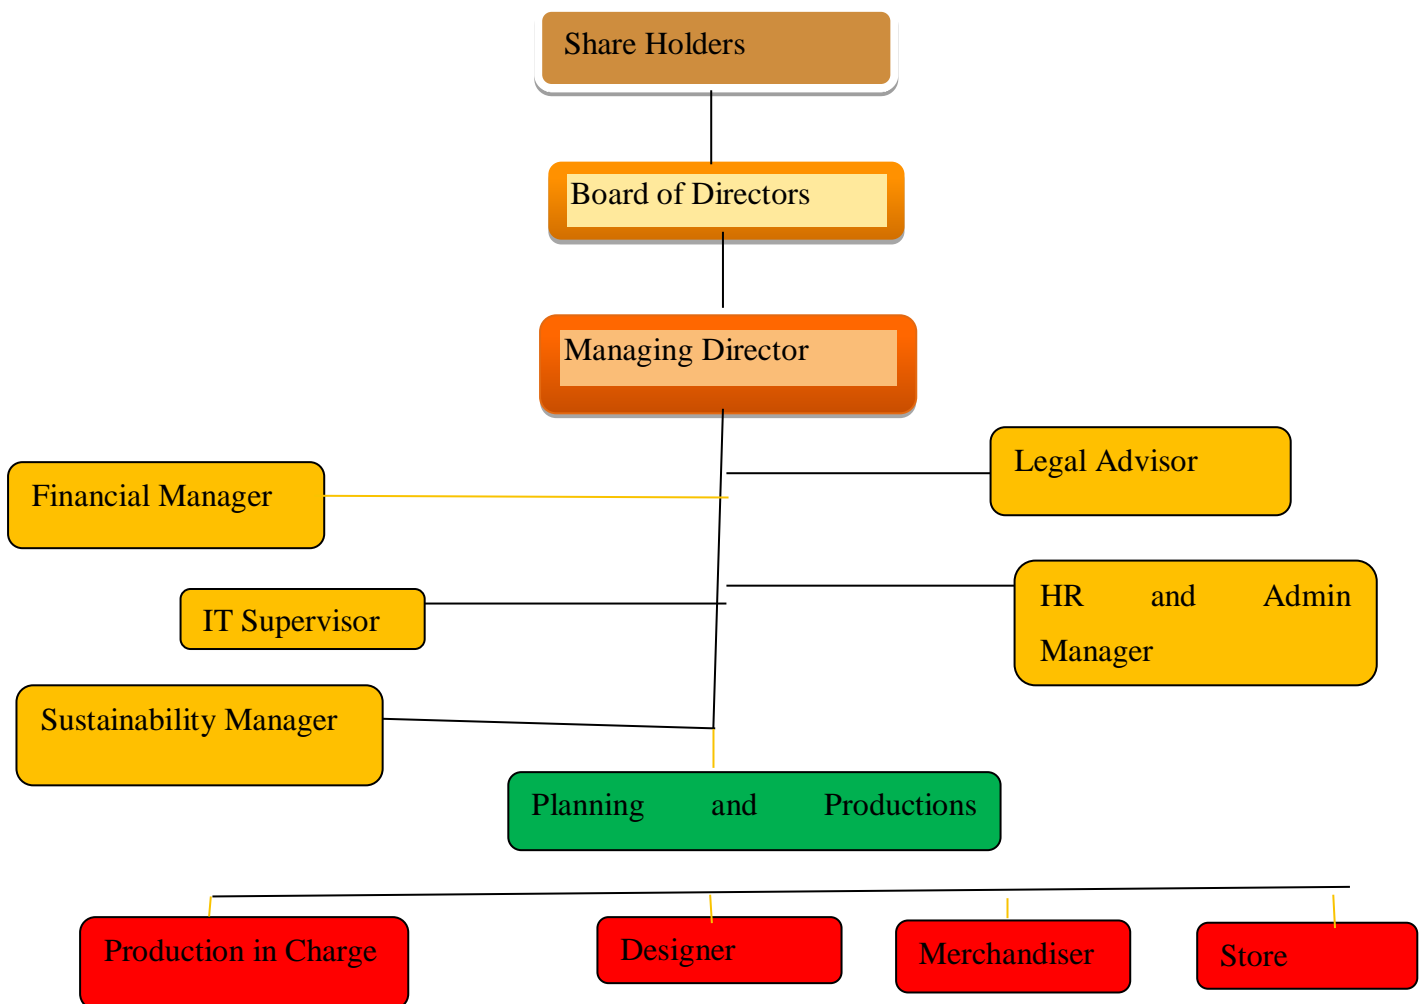 Share Holders
Board of Directors
Managing Director
Legal Advisor
Financial Manager
HR and Admin
Manager
IT Supervisor
Sustainability Manager
Planning and Productions
Production in Charge
Designer
Merchandiser
Store